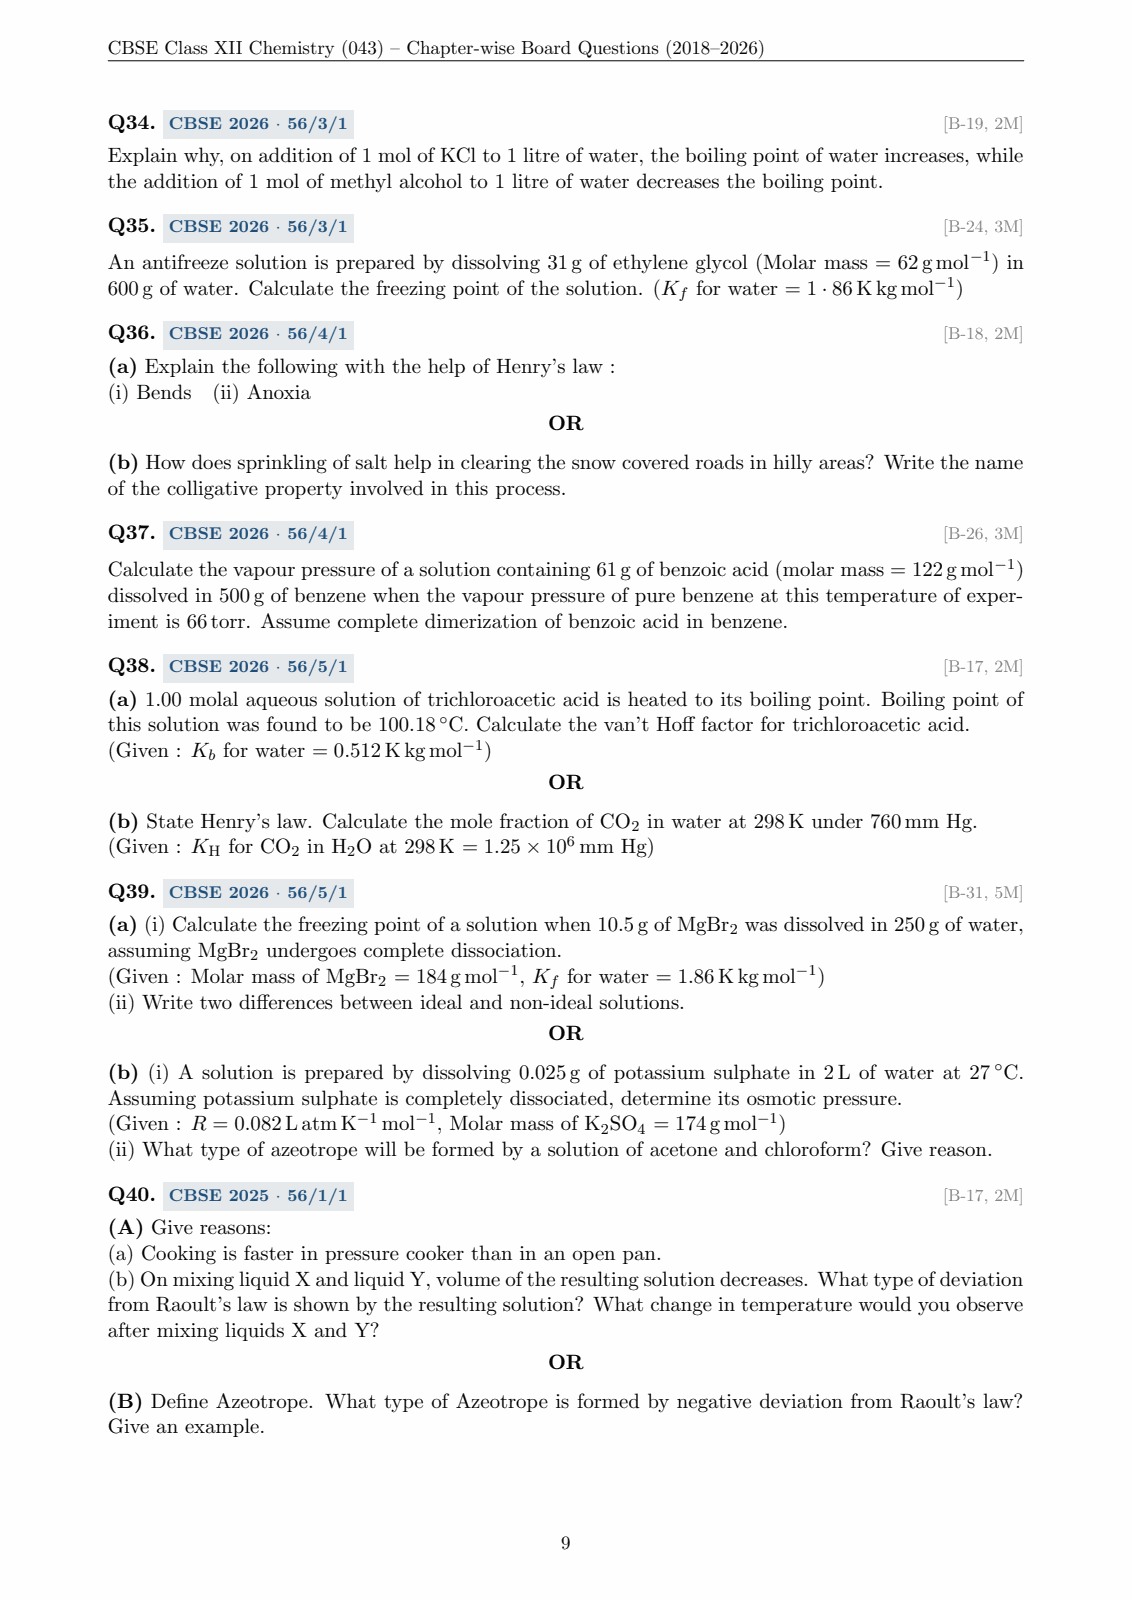 CBSE Class XII Chemistry (043) – Chapter-wise Board Questions (2018–2026)
Q34. CBSE 2026 · 56/3/1 [B-19, 2M]
Explain why, on addition of 1 mol of KCl to 1 litre of water, the boiling point of water increases, while
the addition of 1 mol of methyl alcohol to 1 litre of water decreases the boiling point.
Q35. CBSE 2026 · 56/3/1 [B-24, 3M]
An antifreeze solution is prepared by dissolving 31 g of ethylene glycol (Molar mass = 62 g mol⁻¹) in
600 g of water. Calculate the freezing point of the solution. (K_f for water = 1 · 86 K kg mol⁻¹)
Q36. CBSE 2026 · 56/4/1 [B-18, 2M]
(a) Explain the following with the help of Henry's law :
(i) Bends (ii) Anoxia
OR
(b) How does sprinkling of salt help in clearing the snow covered roads in hilly areas? Write the name
of the colligative property involved in this process.
Q37. CBSE 2026 · 56/4/1 [B-26, 3M]
Calculate the vapour pressure of a solution containing 61 g of benzoic acid (molar mass = 122 g mol⁻¹)
dissolved in 500 g of benzene when the vapour pressure of pure benzene at this temperature of exper-
iment is 66 torr. Assume complete dimerization of benzoic acid in benzene.
Q38. CBSE 2026 · 56/5/1 [B-17, 2M]
(a) 1.00 molal aqueous solution of trichloroacetic acid is heated to its boiling point. Boiling point of
this solution was found to be 100.18 °C. Calculate the van't Hoff factor for trichloroacetic acid.
(Given : K_b for water = 0.512 K kg mol⁻¹)
OR
(b) State Henry's law. Calculate the mole fraction of CO₂ in water at 298 K under 760 mm Hg.
(Given : K_H for CO₂ in H₂O at 298 K = 1.25 × 10⁶ mm Hg)
Q39. CBSE 2026 · 56/5/1 [B-31, 5M]
(a) (i) Calculate the freezing point of a solution when 10.5 g of MgBr₂ was dissolved in 250 g of water,
assuming MgBr₂ undergoes complete dissociation.
(Given : Molar mass of MgBr₂ = 184 g mol⁻¹, K_f for water = 1.86 K kg mol⁻¹)
(ii) Write two differences between ideal and non-ideal solutions.
OR
(b) (i) A solution is prepared by dissolving 0.025 g of potassium sulphate in 2 L of water at 27 °C.
Assuming potassium sulphate is completely dissociated, determine its osmotic pressure.
(Given : R = 0.082 L atm K⁻¹ mol⁻¹, Molar mass of K₂SO₄ = 174 g mol⁻¹)
(ii) What type of azeotrope will be formed by a solution of acetone and chloroform? Give reason.
Q40. CBSE 2025 · 56/1/1 [B-17, 2M]
(A) Give reasons:
(a) Cooking is faster in pressure cooker than in an open pan.
(b) On mixing liquid X and liquid Y, volume of the resulting solution decreases. What type of deviation
from Raoult's law is shown by the resulting solution? What change in temperature would you observe
after mixing liquids X and Y?
OR
(B) Define Azeotrope. What type of Azeotrope is formed by negative deviation from Raoult's law?
Give an example.
9